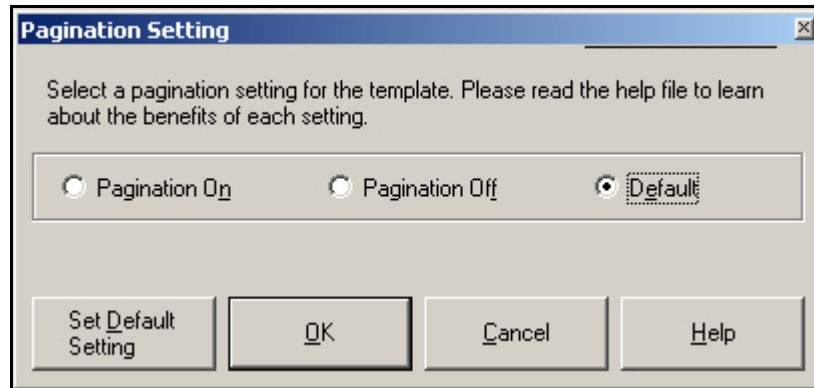 Pagination Setting
Select a pagination setting for the template. Please read the help file to learn
about the benefits of each setting.
Pagination On Pagination Off Default
Set Default
Setting
OK Cancel Help